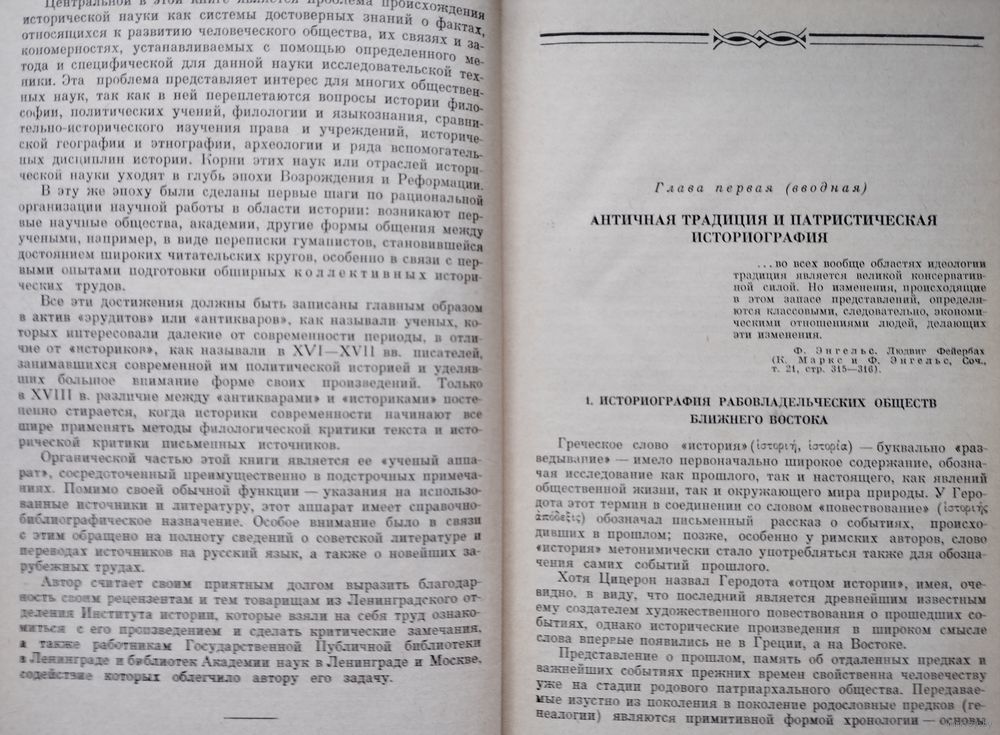 Центральной в этой книге является проблема происхождения
исторической науки как системы достоверных знаний о фактах,
относящихся к развитию человеческого общества, их связях и за-
кономерностях, устанавливаемых с помощью определенного ме-
тода и специфической для данной науки исследовательской тех-
ники. Эта проблема представляет интерес для многих обществен-
ных наук, так как в ней переплетаются вопросы истории фило-
софии, политических учений, филологии и языкознания, сравни-
тельно-исторического изучения права и учреждений, историче-
ской географии и этнографии, археологии и ряда вспомогатель-
ных дисциплин истории. Корни этих наук или отраслей истори-
ческой науки уходят в глубь эпохи Возрождения и Реформации.
В эту же эпоху были сделаны первые шаги по рациональной
организации научной работы в области истории: возникают пер-
вые научные общества, академии, другие формы общения между
учеными, например, в виде переписки гуманистов, становившейся
достоянием широких читательских кругов, особенно в связи с пер-
выми опытами подготовки обширных коллективных истори-
ческих трудов.
Все эти достижения должны быть записаны главным образом
в актив «эрудитов» или «антикваров», как называли ученых, ко-
торых интересовали далекие от современности периоды, в отли-
чие от «историков», как называли в XVI—XVII вв. писателей,
занимавшихся современной им политической историей и уделяв-
ших большое внимание форме своих произведений. Только
в XVIII в. различие между «антикварами» и «историками» посте-
пенно стирается, когда историки современности начинают все
шире применять методы филологической критики текста и исто-
рической критики письменных источников.
Органической частью этой книги является ее «ученый аппа-
рат», сосредоточенный преимущественно в подстрочных примеча-
ниях. Помимо своей обычной функции — указания на использо-
ванные источники и литературу, этот аппарат имеет справочно-
библиографическое назначение. Особое внимание было в связи
с этим обращено на полноту сведений о советской литературе и
переводах источников на русский язык, а также о новейших за-
рубежных трудах.
Автор считает своим приятным долгом выразить благодар-
ность своим рецензентам и тем товарищам из Ленинградского от-
деления Института истории, которые взяли на себя труд ознако-
миться с его произведением и сделать критические замечания,
а также работникам Государственной Публичной библиотеки
в Ленинграде и библиотек Академии наук в Ленинграде и Москве,
содействие которых облегчило автору его задачу.
Глава первая (вводная)
АНТИЧНАЯ ТРАДИЦИЯ И ПАТРИСТИЧЕСКАЯ
ИСТОРИОГРАФИЯ
...во всех вообще областях идеологии
традиция является великой консерватив-
ной силой. Но изменения, происходящие
в этом запасе представлений, определя-
ются классовыми, следовательно, экономи-
ческими отношениями людей, делающих
эти изменения.
Ф. Энгельс. Людвиг Фейербах
(К. Маркс и Ф. Энгельс, Соч.,
т. 21, стр. 315—316).
1. ИСТОРИОГРАФИЯ РАБОВЛАДЕЛЬЧЕСКИХ ОБЩЕСТВ
БЛИЖНЕГО ВОСТОКА
Греческое слово «история» (ἱστορίη, ἱστορία) — буквально «раз-
ведывание» — имело первоначально широкое содержание, обозна-
чая исследование как прошлого, так и настоящего, как явлений
общественной жизни, так и окружающего мира природы. У Геро-
дота этот термин в соединении со словом «повествование» (ἱστορίης
ἀπόδεξις) обозначал письменный рассказ о событиях, происхо-
дивших в прошлом; позже, особенно у римских авторов, слово
«история» метонимически стало употребляться также для обозна-
чения самих событий прошлого.
Хотя Цицерон назвал Геродота «отцом истории», имея, оче-
видно, в виду, что последний является древнейшим известным
ему создателем художественного повествования о прошедших со-
бытиях, однако исторические произведения в широком смысле
слова впервые появились не в Греции, а на Востоке.
Представление о прошлом, память об отдаленных предках и
важнейших событиях прежних времен свойственна человечеству
уже на стадии родового патриархального общества. Передавае-
мые изустно из поколения в поколение родословные предков (ге-
неалогии) являются примитивной формой хронологии — основы